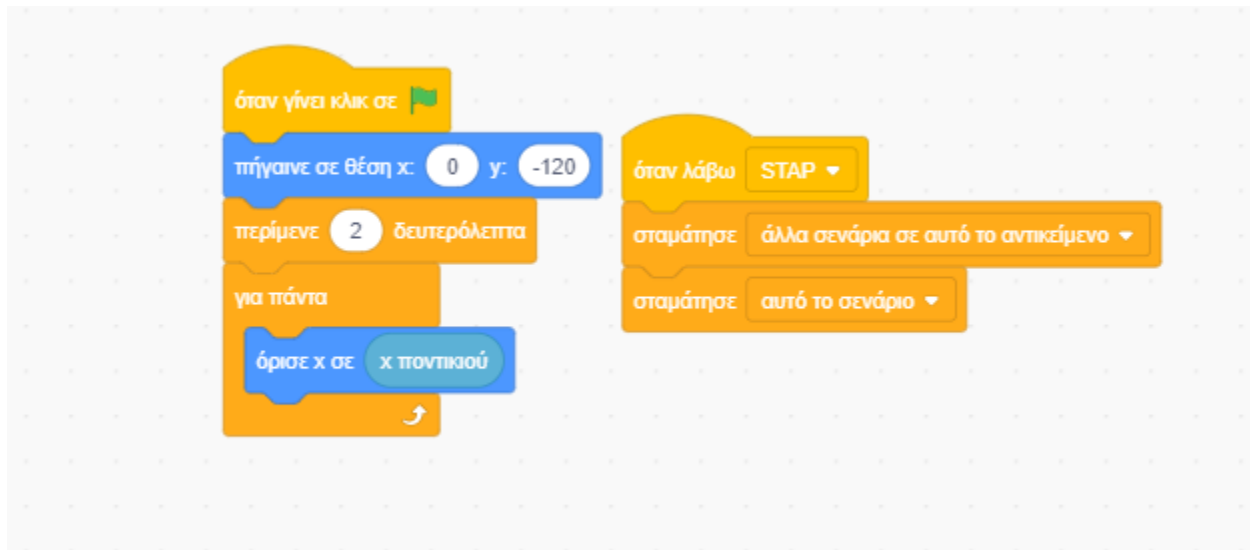 όταν γίνει κλικ σε
πήγαινε σε θέση x: 0 y: -120
περίμενε 2 δευτερόλεπτα
για πάντα
όρισε x σε x ποντικιού
όταν λάβω STAP
σταμάτησε άλλα σενάρια σε αυτό το αντικείμενο
σταμάτησε αυτό το σενάριο